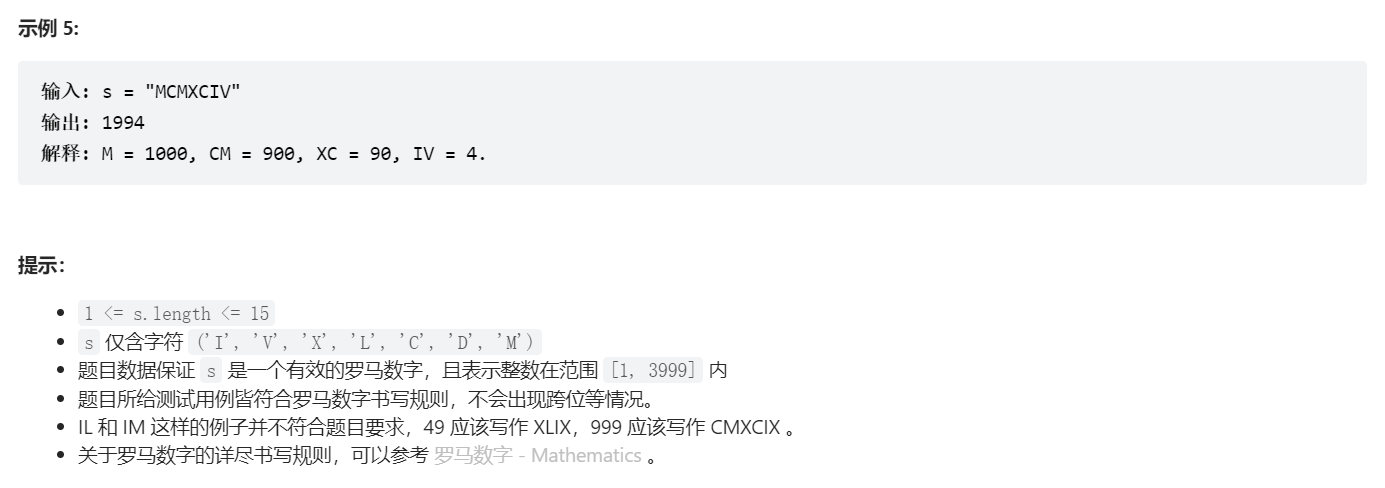 示例 5:
输入: s = "MCMXCIV"
输出: 1994
解释: M = 1000, CM = 900, XC = 90, IV = 4.
提示:
1 <= s.length <= 15
s 仅含字符 ('I', 'V', 'X', 'L', 'C', 'D', 'M')
题目数据保证 s 是一个有效的罗马数字，且表示整数在范围 [1, 3999] 内
题目所给测试用例皆符合罗马数字书写规则，不会出现跨位等情况。
IL 和 IM 这样的例子并不符合题目要求，49 应该写作 XLIX，999 应该写作 CMXCIX 。
关于罗马数字的详尽书写规则，可以参考 罗马数字 - Mathematics 。